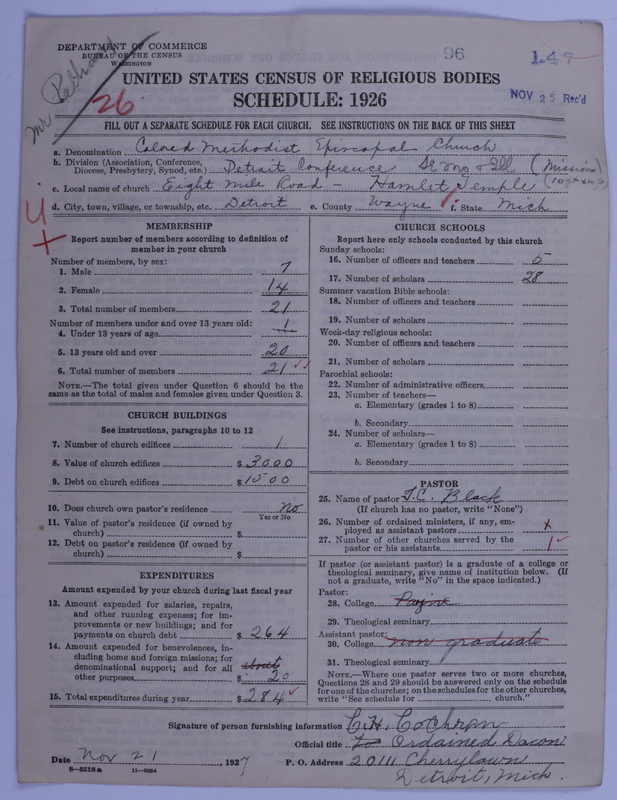 DEPARTMENT OF COMMERCE
BUREAU OF THE CENSUS
WASHINGTON
96
1.49
26
NOV 25 Rec'd
UNITED STATES CENSUS OF RELIGIOUS BODIES
SCHEDULE: 1926
FILL OUT A SEPARATE SCHEDULE FOR EACH CHURCH. SEE INSTRUCTIONS ON THE BACK OF THIS SHEET
a. Denomination Colored Methodist Episcopal Church
b. Division (Association, Conference, Diocese, Presbytery, Synod, etc.) Detroit Conference (Mission)
c. Local name of church Eight Mile Road - Hamlet Temple
d. City, town, village, or township, etc. Detroit e. County Wayne f. State Mich
MEMBERSHIP
Report number of members according to definition of member in your church
Number of members, by sex:
1. Male 7
2. Female 14
3. Total number of members 21
Number of members under and over 13 years old:
4. Under 13 years of age 1
5. 13 years old and over 20
6. Total number of members 21
NOTE.—The total given under Question 6 should be the same as the total of males and females given under Question 3.
CHURCH BUILDINGS
See instructions, paragraphs 10 to 12
7. Number of church edifices 1
8. Value of church edifices $ 3000
9. Debt on church edifices $ 1500
10. Does church own pastor's residence No
Yes or No
11. Value of pastor's residence (if owned by church) $
12. Debt on pastor's residence (if owned by church) $
EXPENDITURES
Amount expended by church during last fiscal year
13. Amount expended for salaries, repairs, and other running expenses; for improvements or new buildings; and for payments on church debt $ 264
14. Amount expended for benevolences, including home and foreign missions; for denominational support; and for all other purposes about $ 20
15. Total expenditures during year $ 284
CHURCH SCHOOLS
Report here only schools conducted by this church
Sunday schools:
16. Number of officers and teachers 5
17. Number of scholars 28
Summer vacation Bible schools:
18. Number of officers and teachers
19. Number of scholars
Week-day religious schools:
20. Number of officers and teachers
21. Number of scholars
Parochial schools:
22. Number of administrative officers
23. Number of teachers—
a. Elementary (grades 1 to 8)
b. Secondary
24. Number of scholars—
a. Elementary (grades 1 to 8)
b. Secondary
PASTOR
25. Name of pastor T.C. Black
(If church has no pastor, write "None")
26. Number of ordained ministers, if any, employed as assistant pastors x
27. Number of other churches served by the pastor or his assistants 1
If pastor (or assistant pastor) is a graduate of a college or theological seminary, give name of institution below. (If not a graduate, write "No" in the space indicated.)
Pastor:
28. College Payne
29. Theological seminary
Assistant pastor:
30. College non graduate
31. Theological seminary
NOTE.—Where one pastor serves two or more churches, Questions 28 and 29 should be answered only on the schedule for one of the churches; on the schedules for the other churches, write "See schedule for church."
Signature of person furnishing information C.H. Cochran
Official title Ordained Dacon
Date Nov 21, 1927 P. O. Address 20111 Cherrylawn
Detroit, Mich.
8—5518 a 11—9054